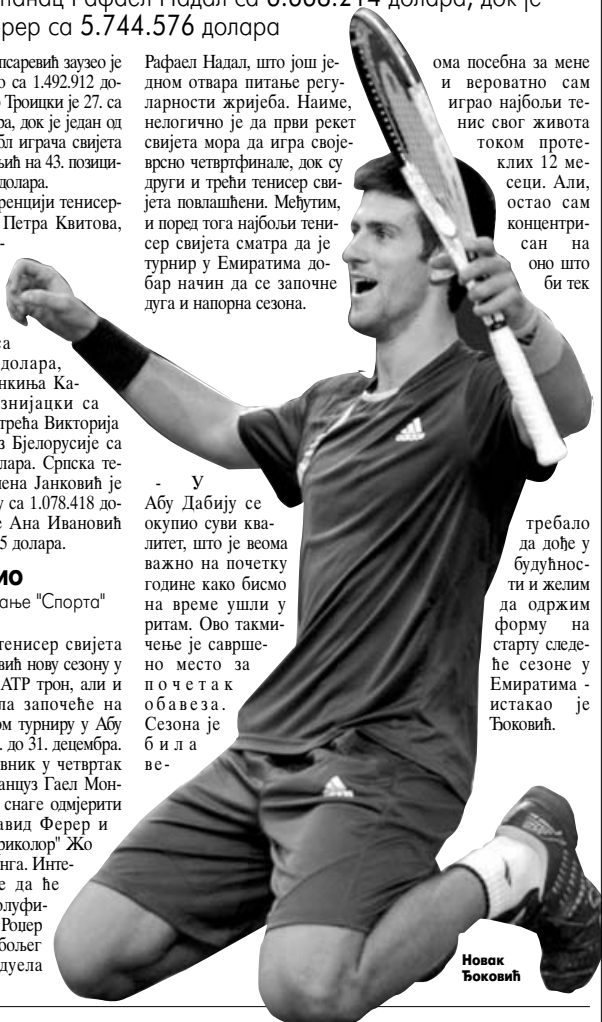 панац Рафаел Надал са 6.668.214 долара, док је
рер са 5.744.576 долара
псаревић заузео је
о са 1.492.912 до-
Троицки је 27. са
ра, док је један од
бл играча свијета
њић на 43. позици-
долара.
ренцији тенисер-
Петра Квитова,
-
са
долара,
нкиња Ка-
знијацки са
трећа Викторија
з Бјелорусије са
лара. Српска те-
лена Јанковић је
у са 1.078.418 до-
е Ана Ивановић
5 долара.
ио
ање "Спорта"
тенисер свијета
вић нову сезону у
АТР трон, али и
ла започеће на
ом турниру у Абу
. до 31. децембра.
вник у четвртак
анцуз Гаел Мон-
снаге одмјерити
авид Ферер и
риколор" Жо
нга. Инте-
е да ће
олуфи-
Роџер
бољег
дуела
Рафаел Надал, што још је-
дном отвара питање регу-
ларности жријеба. Наиме,
нелогично је да први рекет
свијета мора да игра своје-
врсно четвртфинале, док су
други и трећи тенисер сви-
јета повлашћени. Међутим,
и поред тога најбољи тени-
сер свијета сматра да је
турнир у Емиратима до-
бар начин да се започне
дуга и напорна сезона.
- У
Абу Дабију се
окупио суви ква-
литет, што је веома
важно на почетку
године како бисмо
на време ушли у
ритам. Ово такми-
чење је саврше-
но место за
почетак
обавеза.
Сезона је
била
ве-
ома посебна за мене
и вероватно сам
играо најбољи те-
нис свог живота
током проте-
клих 12 ме-
сеци. Али,
остао сам
концентри-
сан на
оно што
би тек
требало
да дође у
будућнос-
ти и желим
да одржим
форму на
старту следе-
ће сезоне у
Емиратима -
истакао је
Ђоковић.
adidas
Новак
Ђоковић